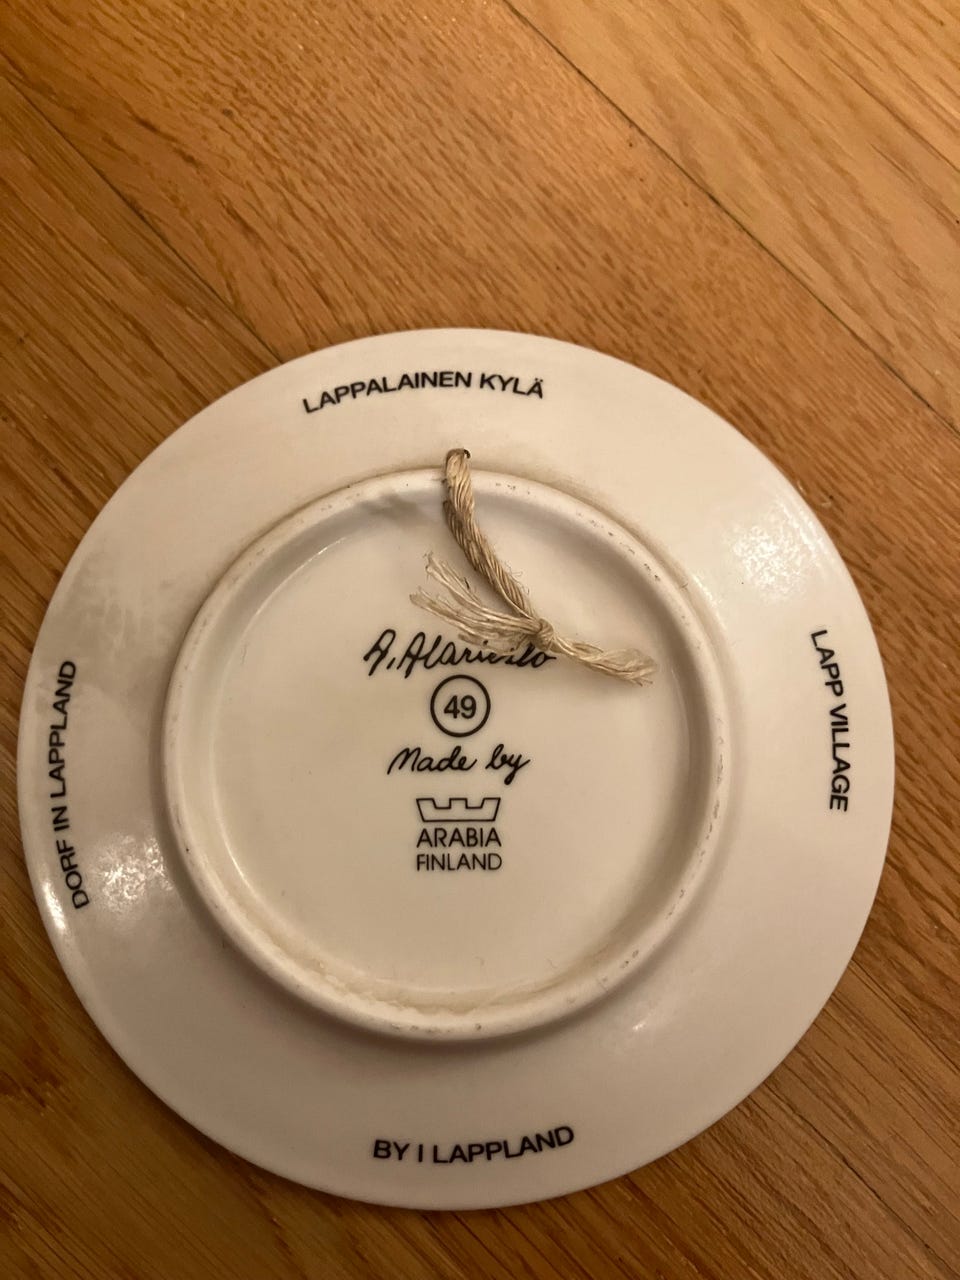 LAPPALAINEN KYLÄ
LAPP VILLAGE
BY I LAPPLAND
DORF IN LAPPLAND
49
Made by
ARABIA
FINLAND